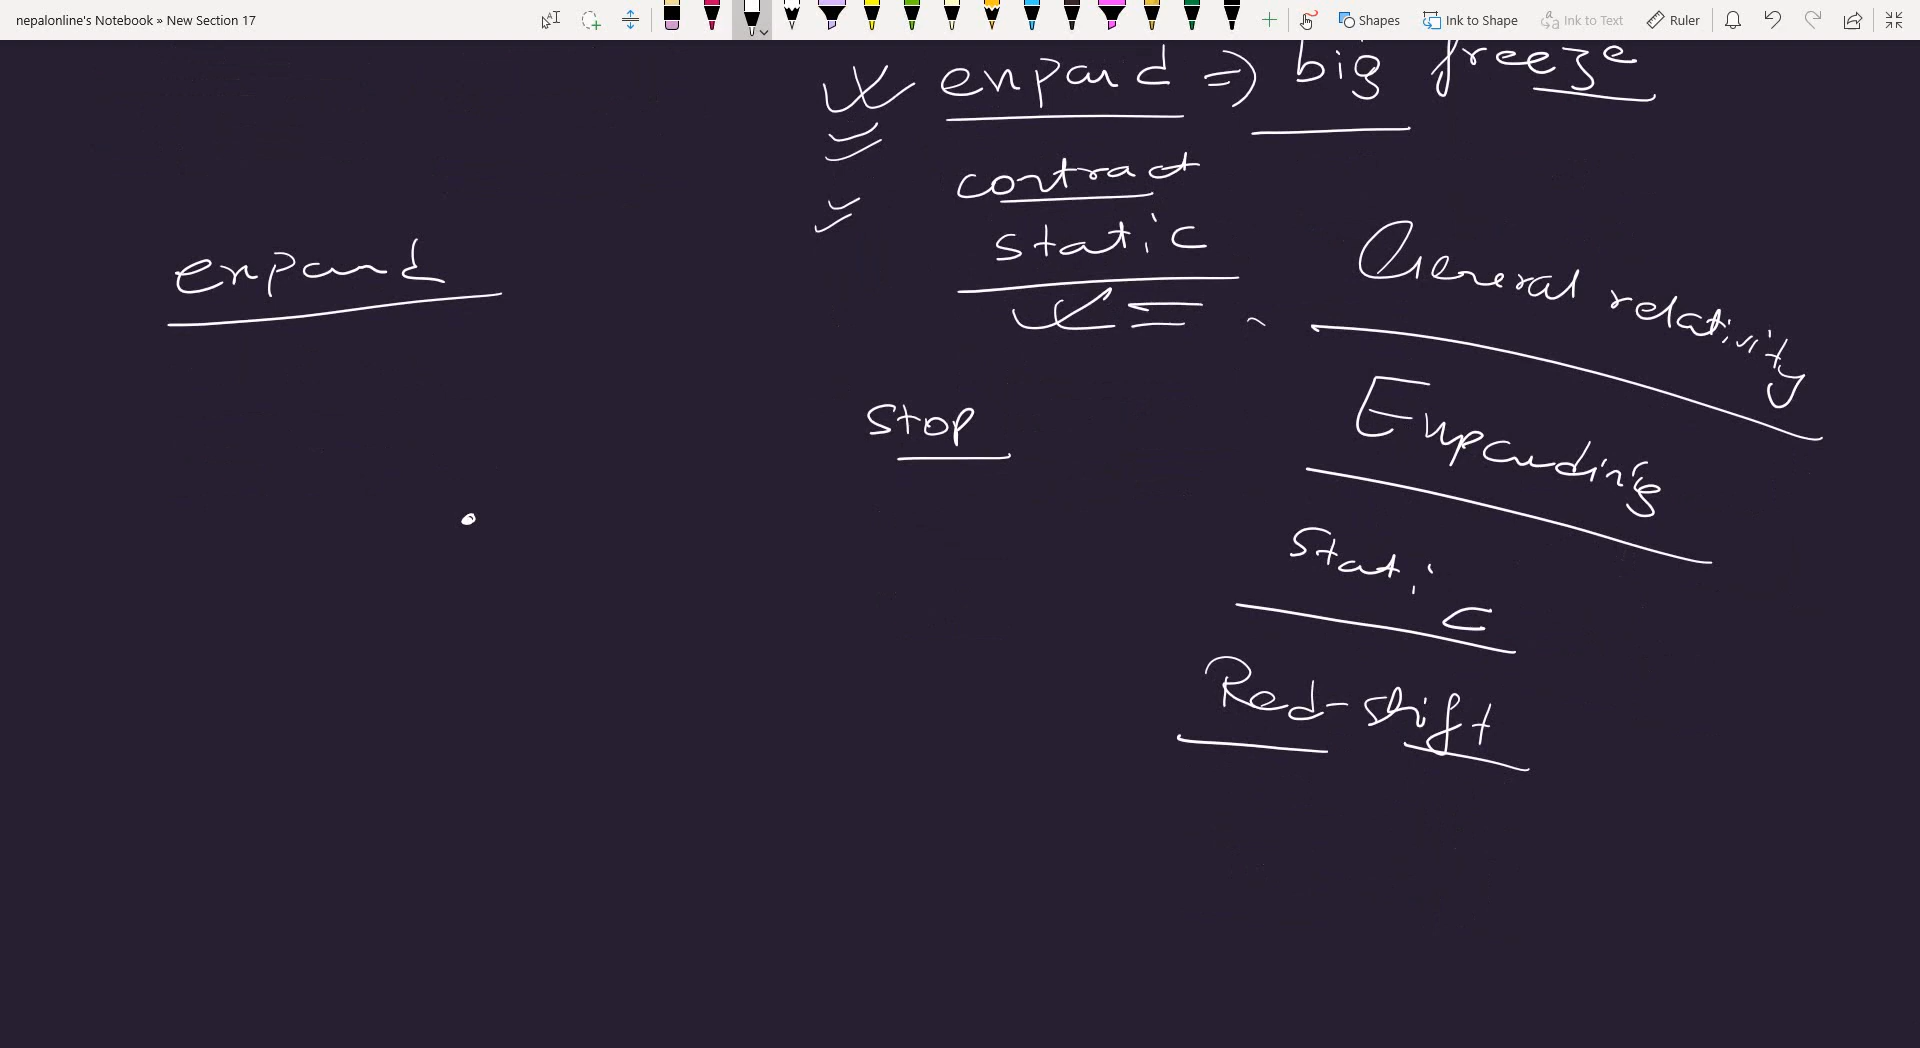 nepalonline's Notebook » New Section 17
Shapes
Ink to Shape
Ink to Text
Ruler
expand => big freeze
contract
static
expand
General relativity
stop
Expanding
static
Red-shift